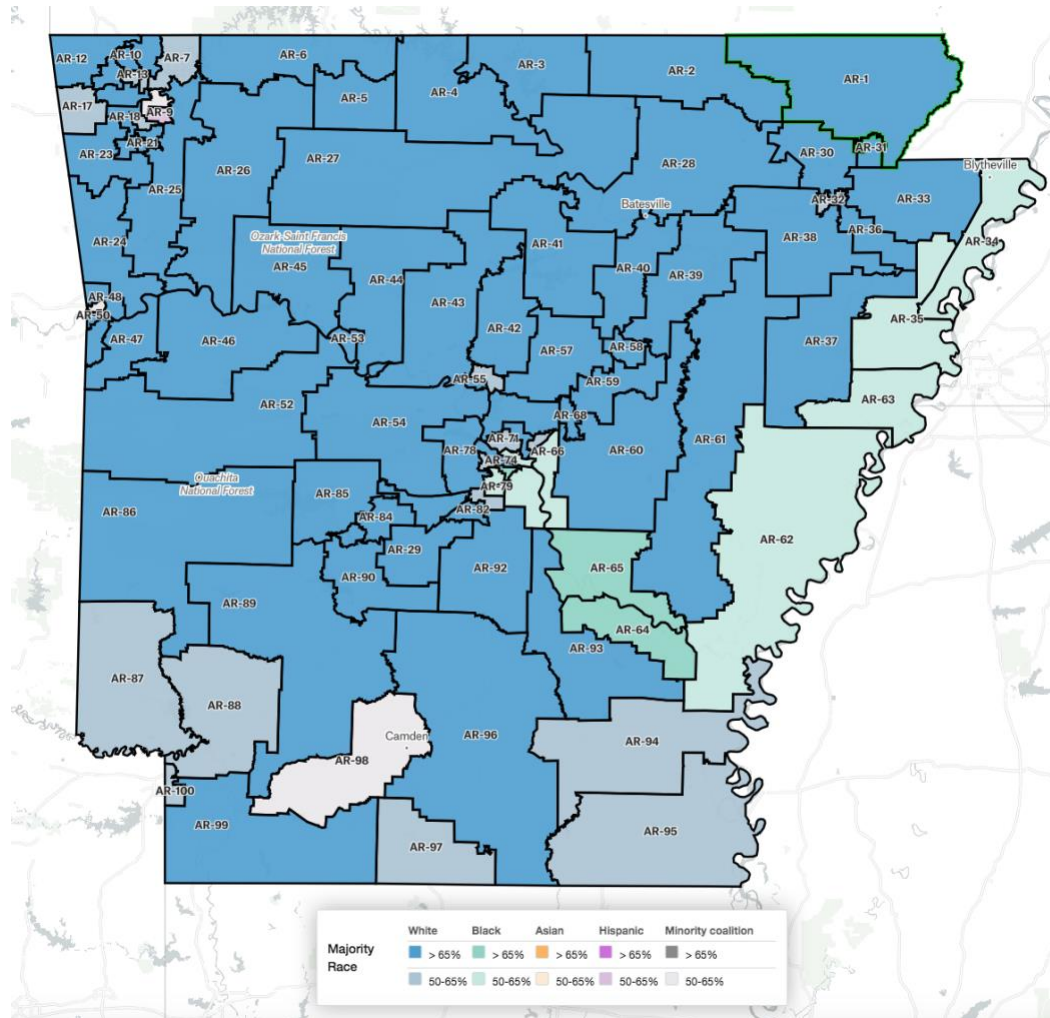 AR-12
AR-10
AR-7
AR-6
AR-3
AR-2
AR-1
AR-13
AR-5
AR-4
AR-17
AR-18
AR-9
AR-23
AR-21
AR-30
AR-31
AR-27
AR-26
AR-28
Blytheville
AR-25
Batesville
AR-32
AR-33
AR-36
AR-24
Ozark-Saint Francis
National Forest
AR-41
AR-38
AR-34
AR-45
AR-44
AR-40
AR-39
AR-48
AR-43
AR-50
AR-35
AR-47
AR-46
AR-53
AR-42
AR-57
AR-58
AR-37
AR-55
AR-59
AR-63
AR-52
AR-54
AR-68
AR-71
AR-61
AR-78
AR-74
AR-66
AR-60
Ouachita
National Forest
AR-79
AR-85
AR-86
AR-82
AR-84
AR-62
AR-29
AR-92
AR-65
AR-90
AR-89
AR-64
AR-93
AR-87
AR-88
Camden
AR-96
AR-94
AR-98
AR-100
AR-99
AR-97
AR-95
White Black Asian Hispanic Minority coalition
Majority
Race
> 65% > 65% > 65% > 65% > 65%
50-65% 50-65% 50-65% 50-65% 50-65%